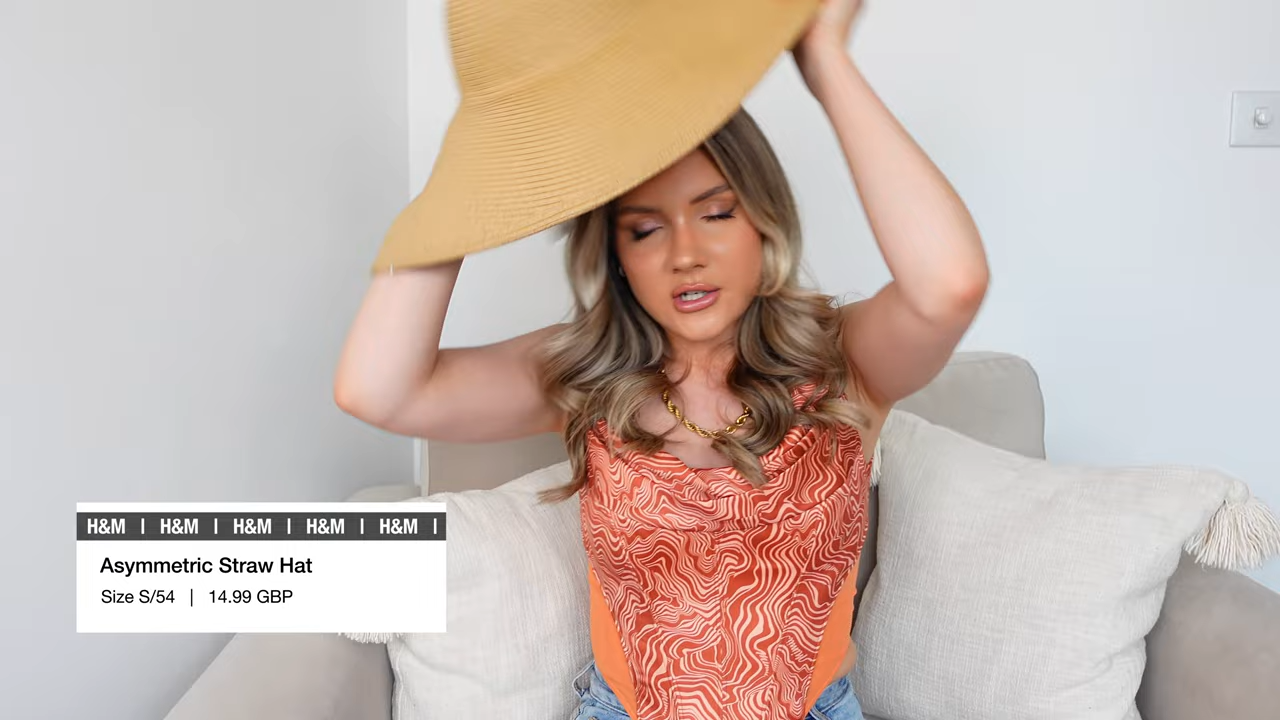 H&M | H&M | H&M | H&M | H&M |
Asymmetric Straw Hat
Size S/54 | 14.99 GBP